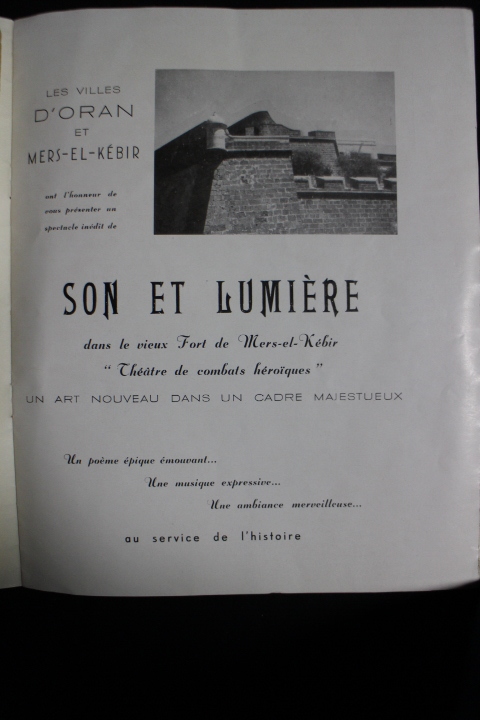 LES VILLES
D'ORAN
ET
MERS-EL-KÉBIR
ont l'honneur de
vous présenter un
spectacle inédit de
SON ET LUMIÈRE
dans le vieux Fort de Mers-el-Kébir
“ Théâtre de combats héroïques ”
UN ART NOUVEAU DANS UN CADRE MAJESTUEUX
Un poème épique émouvant...
Une musique expressive...
Une ambiance merveilleuse...
au service de l'histoire